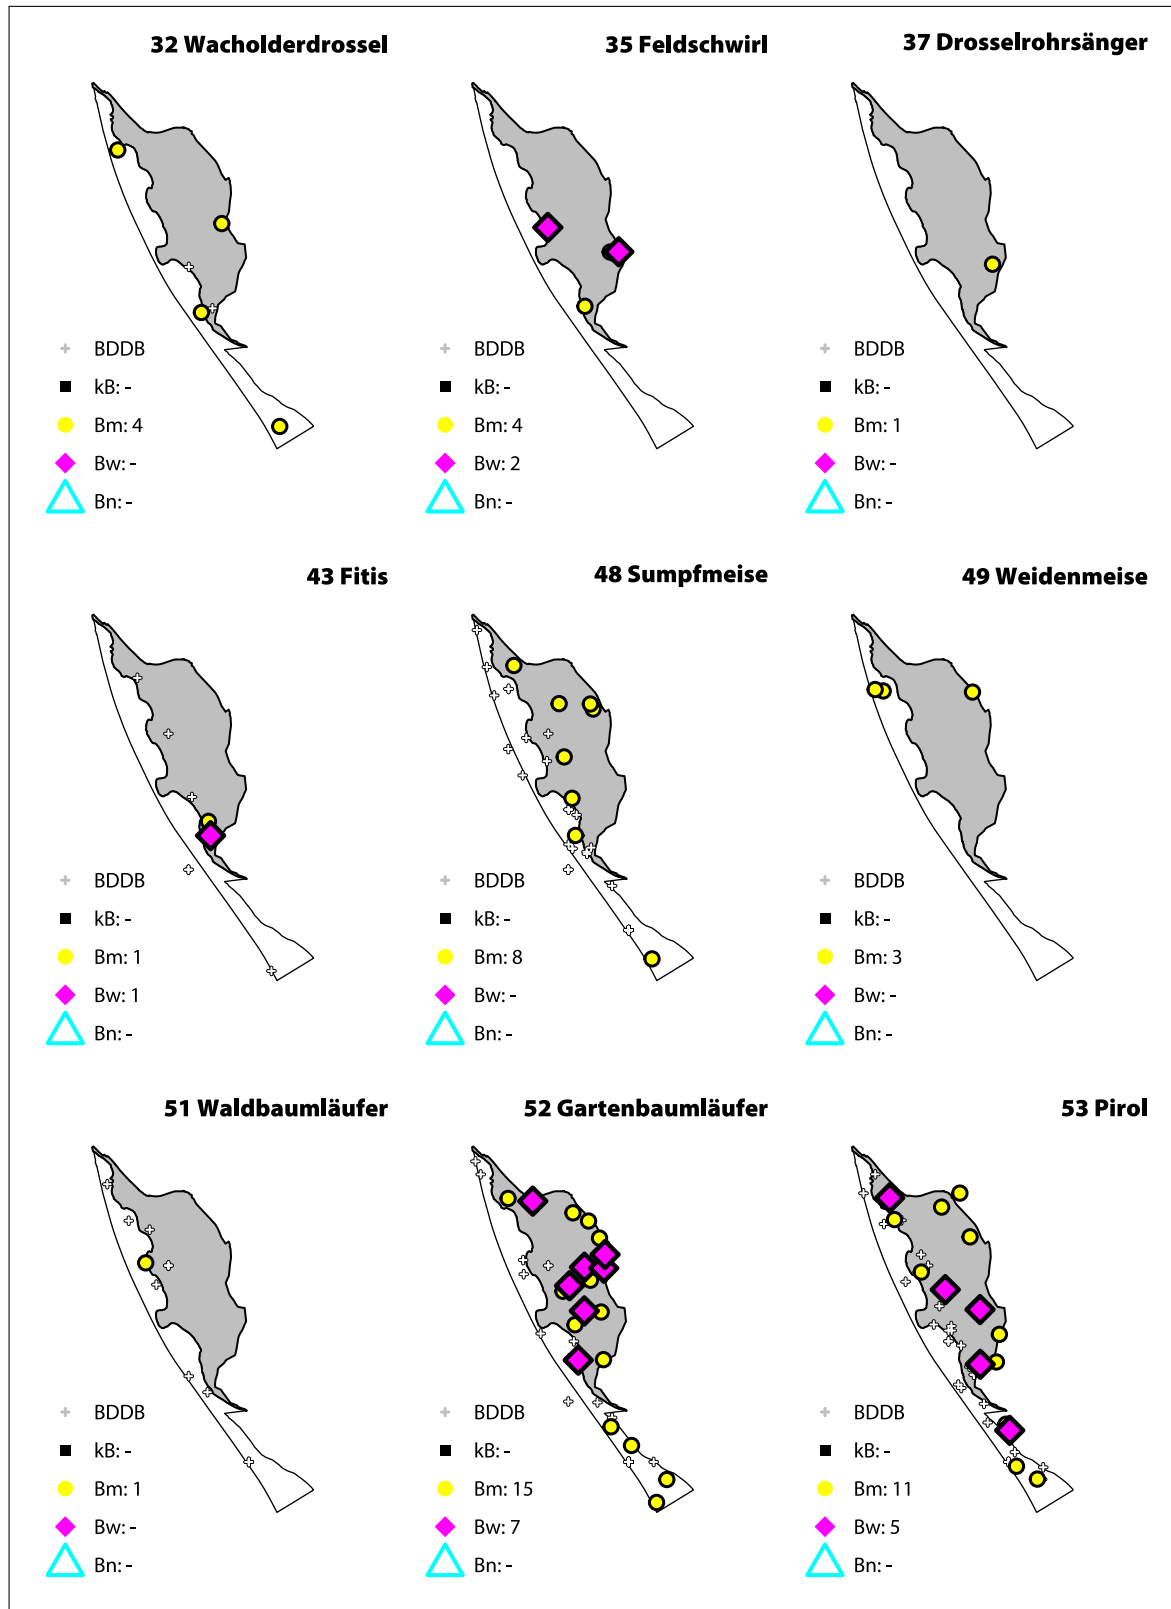 32 Wacholderdrossel
35 Feldschwirl
37 Drosselrohrsänger
BDDB
kB: -
Bm: 4
Bw: -
Bn: -
BDDB
kB: -
Bm: 4
Bw: 2
Bn: -
BDDB
kB: -
Bm: 1
Bw: -
Bn: -
43 Fitis
48 Sumpfmeise
49 Weidenmeise
BDDB
kB: -
Bm: 1
Bw: 1
Bn: -
BDDB
kB: -
Bm: 8
Bw: -
Bn: -
BDDB
kB: -
Bm: 3
Bw: -
Bn: -
51 Waldbaumläufer
52 Gartenbaumläufer
53 Pirol
BDDB
kB: -
Bm: 1
Bw: -
Bn: -
BDDB
kB: -
Bm: 15
Bw: 7
Bn: -
BDDB
kB: -
Bm: 11
Bw: 5
Bn: -